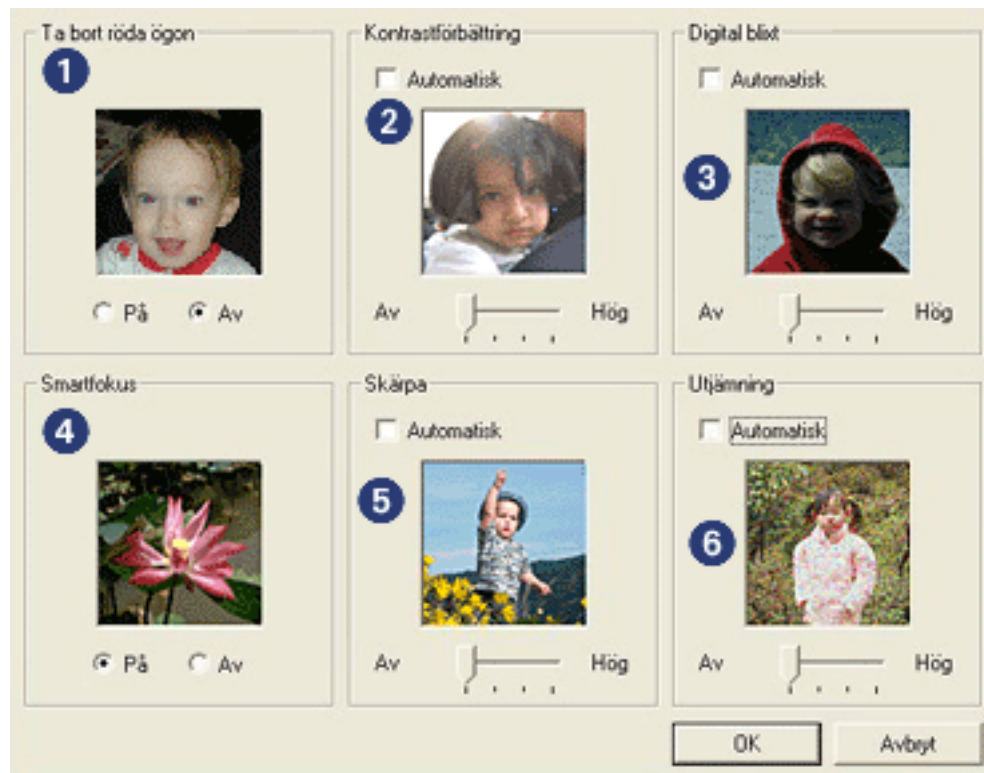 Ta bort röda ögon
1
På Av
Kontrastförbättring
Automatisk
2
Av Hög
Digital blixt
Automatisk
3
Av Hög
Smartfokus
4
På Av
Skärpa
Automatisk
5
Av Hög
Utjämning
Automatisk
6
Av Hög
OK Avbryt